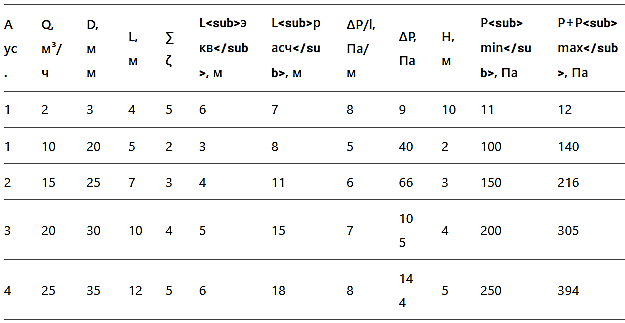 А ус. Q, м³/ч D, мм L, м ∑ζ L<sub>экв</sub>, м L<sub>расч</sub>, м ΔP/l, Па/м ΔP, Па H, м P<sub>min</sub>, Па P+P<sub>max</sub>, Па
1 2 3 4 5 6 7 8 9 10 11 12
1 10 20 5 2 3 8 5 40 2 100 140
2 15 25 7 3 4 11 6 66 3 150 216
3 20 30 10 4 5 15 7 105 4 200 305
4 25 35 12 5 6 18 8 144 5 250 394